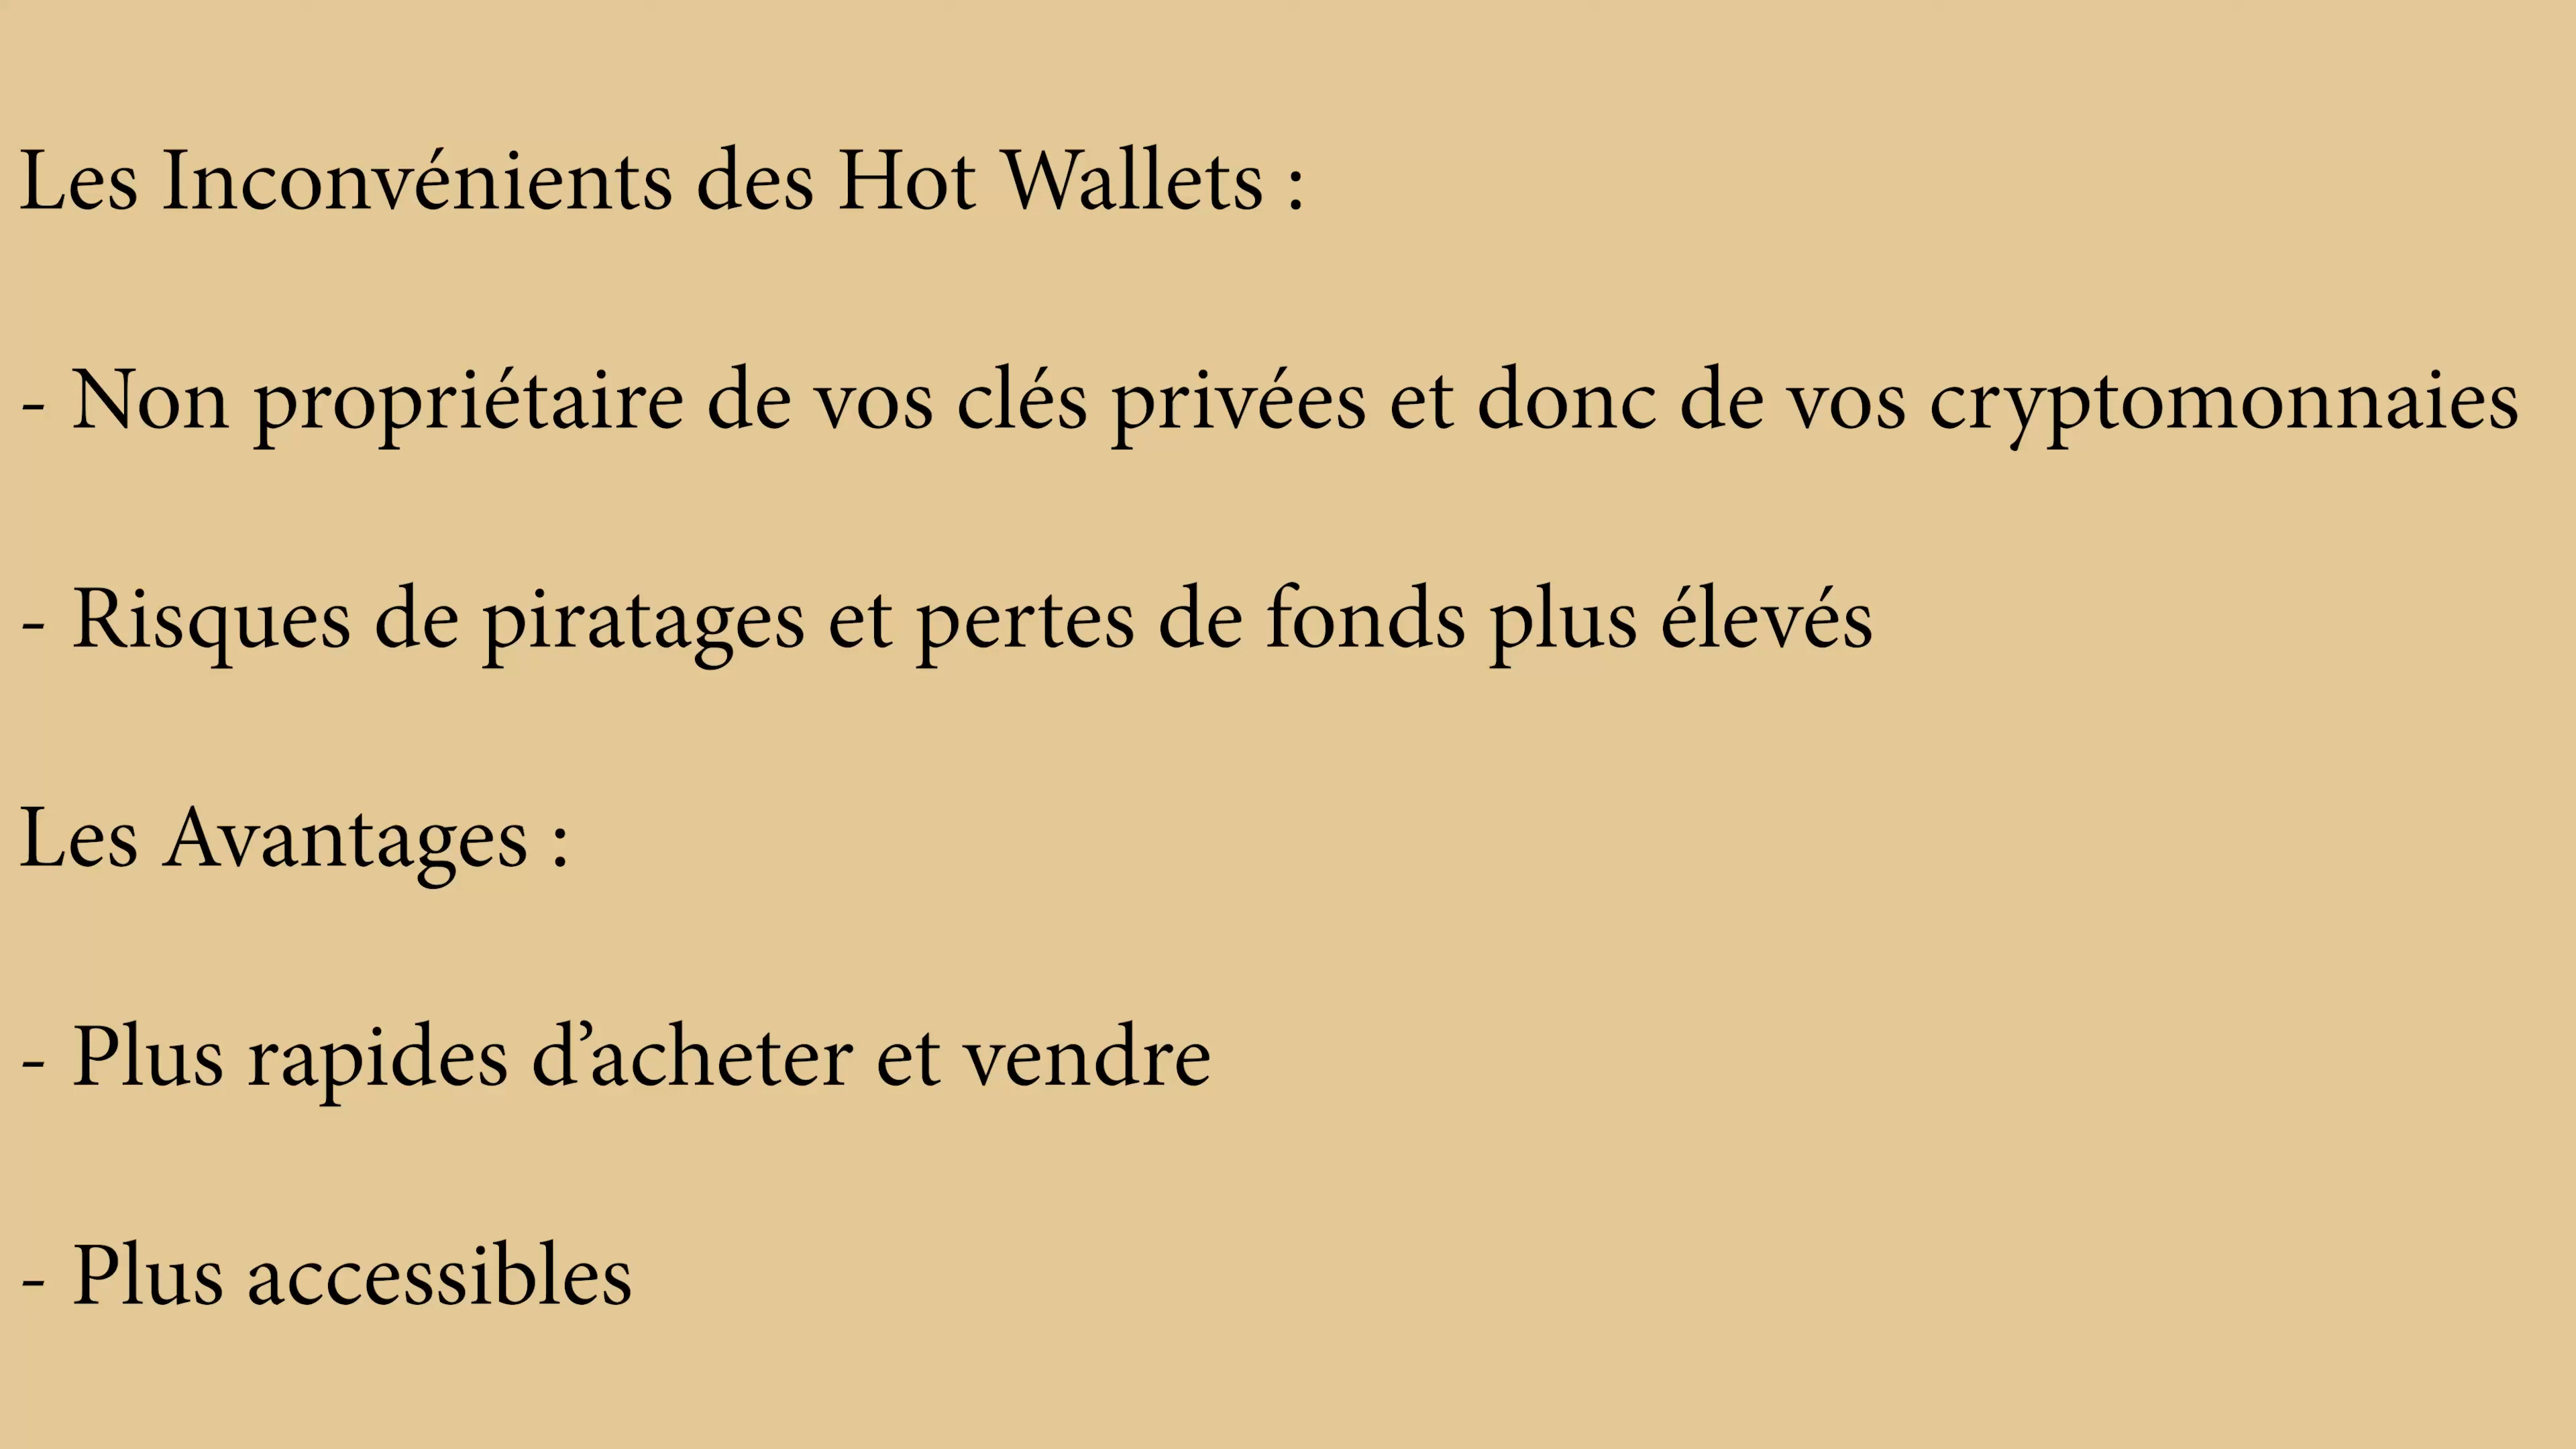 Les Inconvénients des Hot Wallets :
- Non propriétaire de vos clés privées et donc de vos cryptomonnaies
- Risques de piratages et pertes de fonds plus élevés
Les Avantages :
- Plus rapides d’acheter et vendre
- Plus accessibles